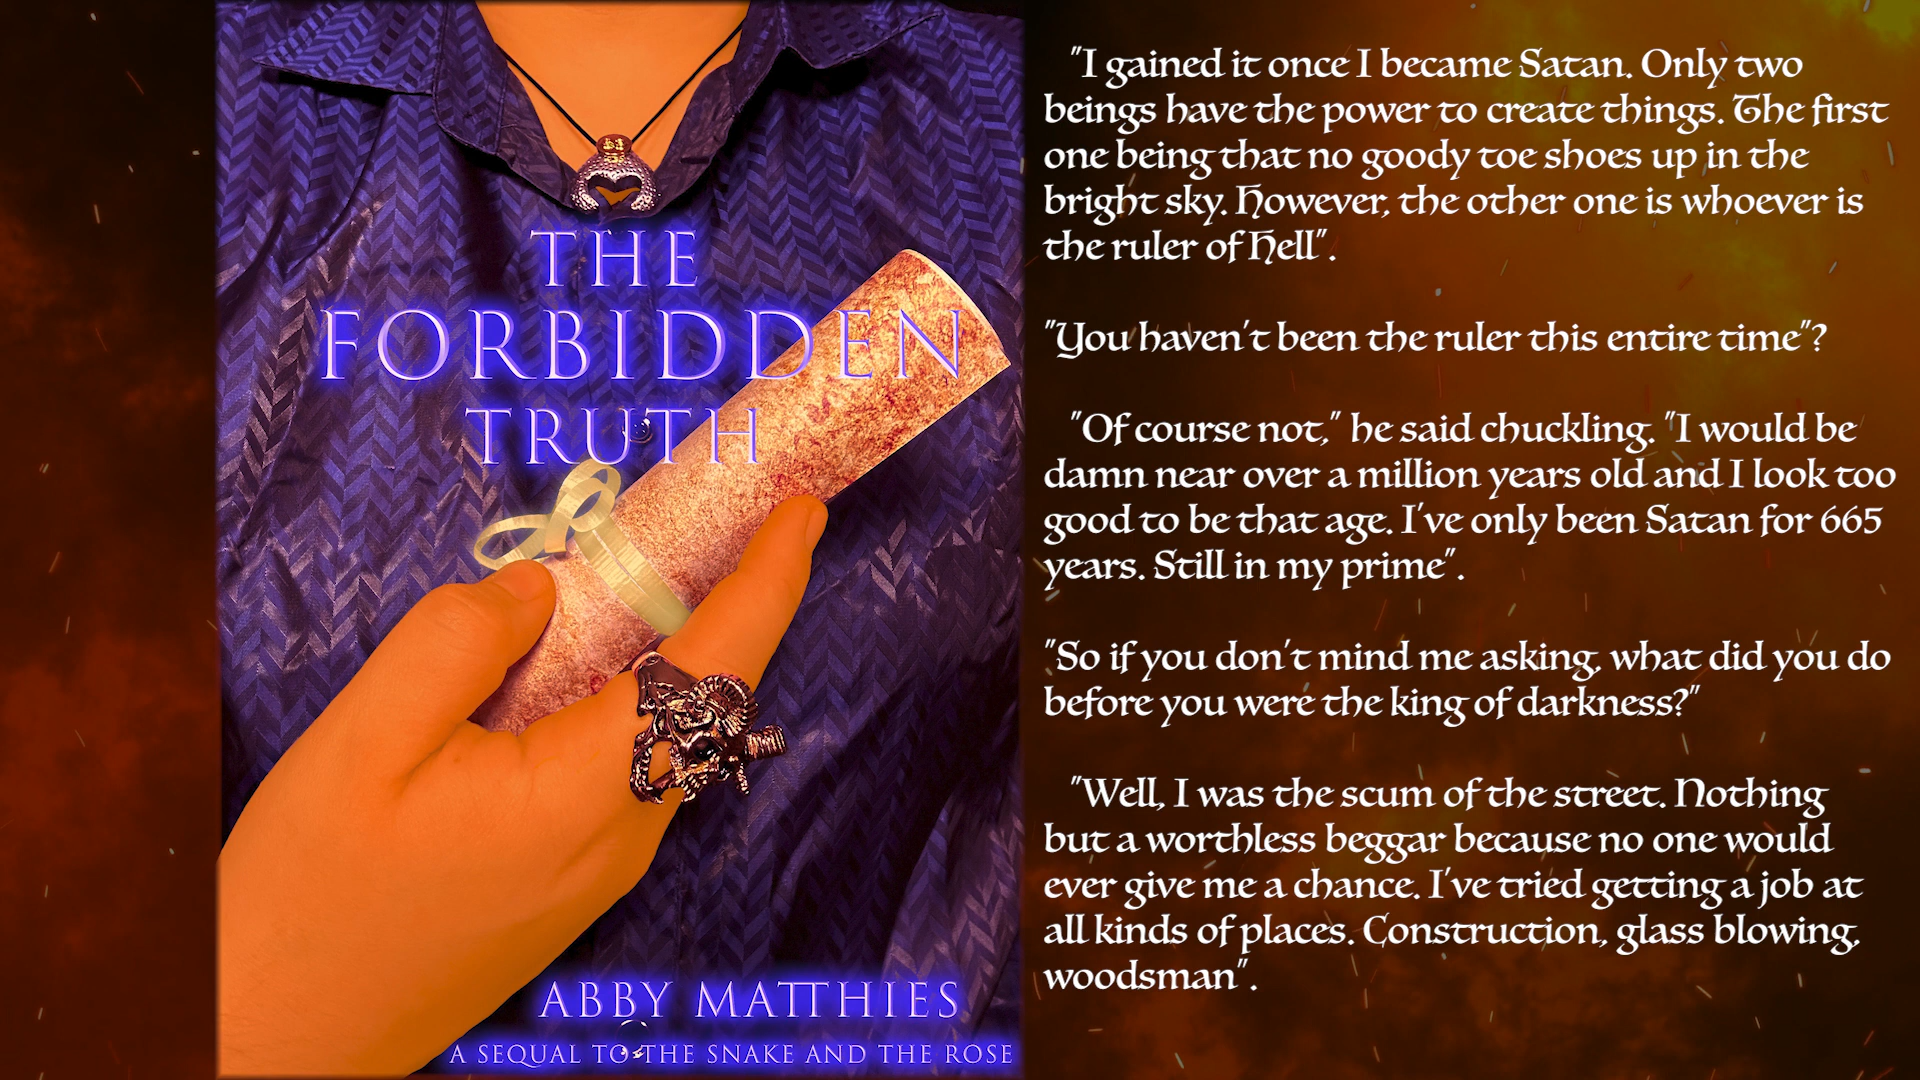 THE
FORBIDDEN
TRUTH
ABBY MATTHIES
A SEQUAL TO THE SNAKE AND THE ROSE
"I gained it once I became Satan. Only two
beings have the power to create things. The first
one being that no goody toe shoes up in the
bright sky. However, the other one is whoever is
the ruler of Hell".
"You haven't been the ruler this entire time"?
"Of course not," he said chuckling. "I would be
damn near over a million years old and I look too
good to be that age. I've only been Satan for 665
years. Still in my prime".
"So if you don't mind me asking, what did you do
before you were the king of darkness?"
"Well, I was the scum of the street. Nothing
but a worthless beggar because no one would
ever give me a chance. I've tried getting a job at
all kinds of places. Construction, glass blowing,
woodsman".